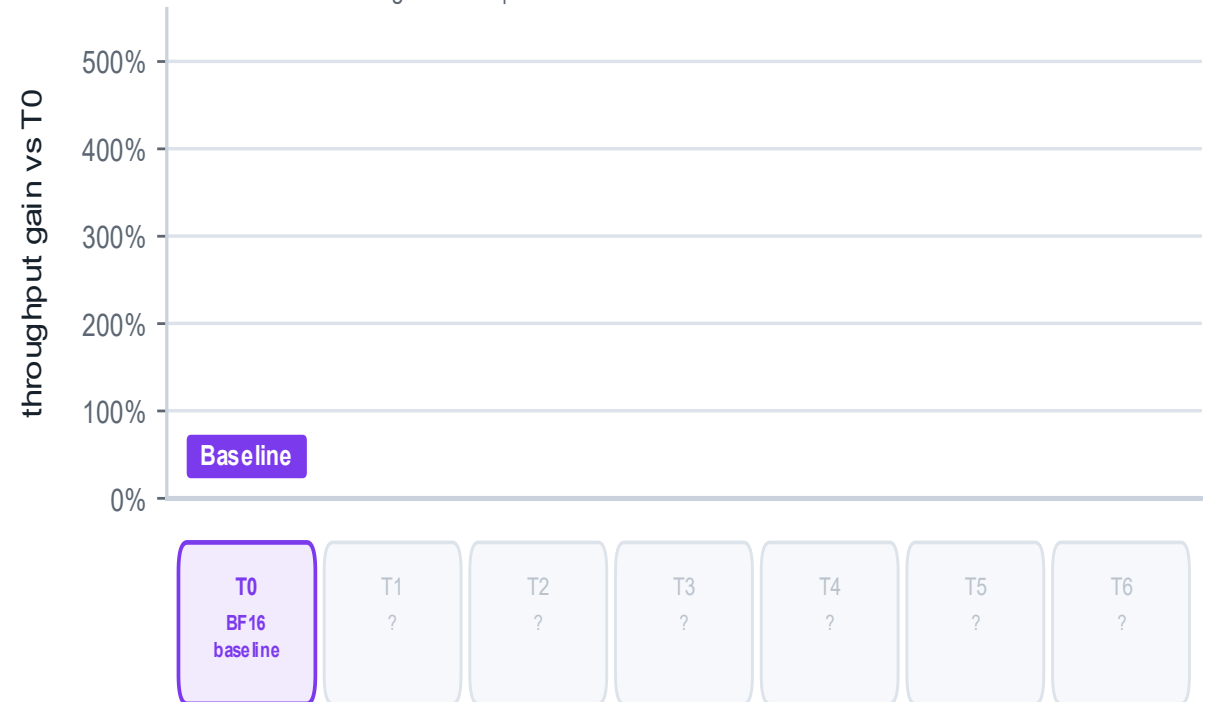 500%
throughput gain vs T0
400%
300%
200%
100%
Baseline
0%
T0
BF16
baseline
T1
?
T2
?
T3
?
T4
?
T5
?
T6
?